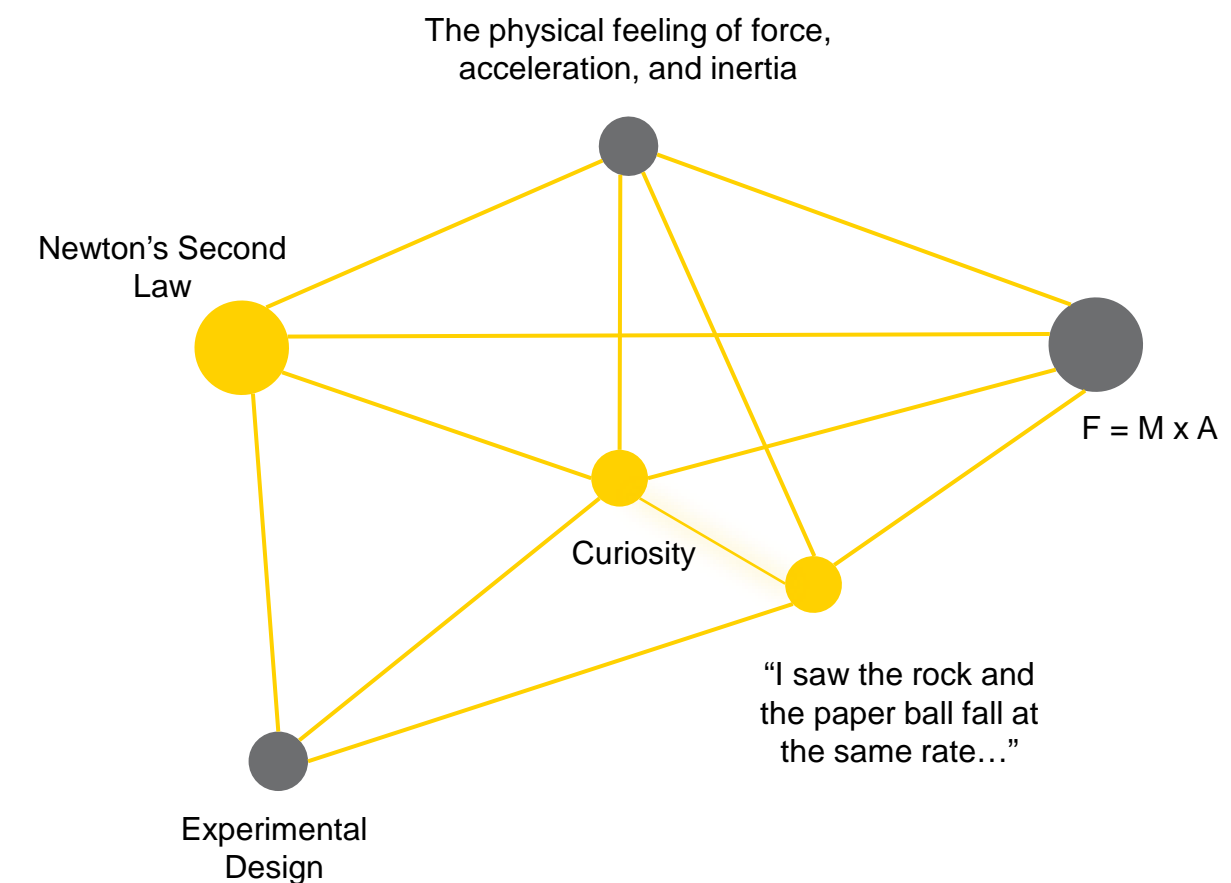 The physical feeling of force,
acceleration, and inertia
Newton’s Second
Law
F = M x A
Curiosity
“I saw the rock and
the paper ball fall at
the same rate…”
Experimental
Design